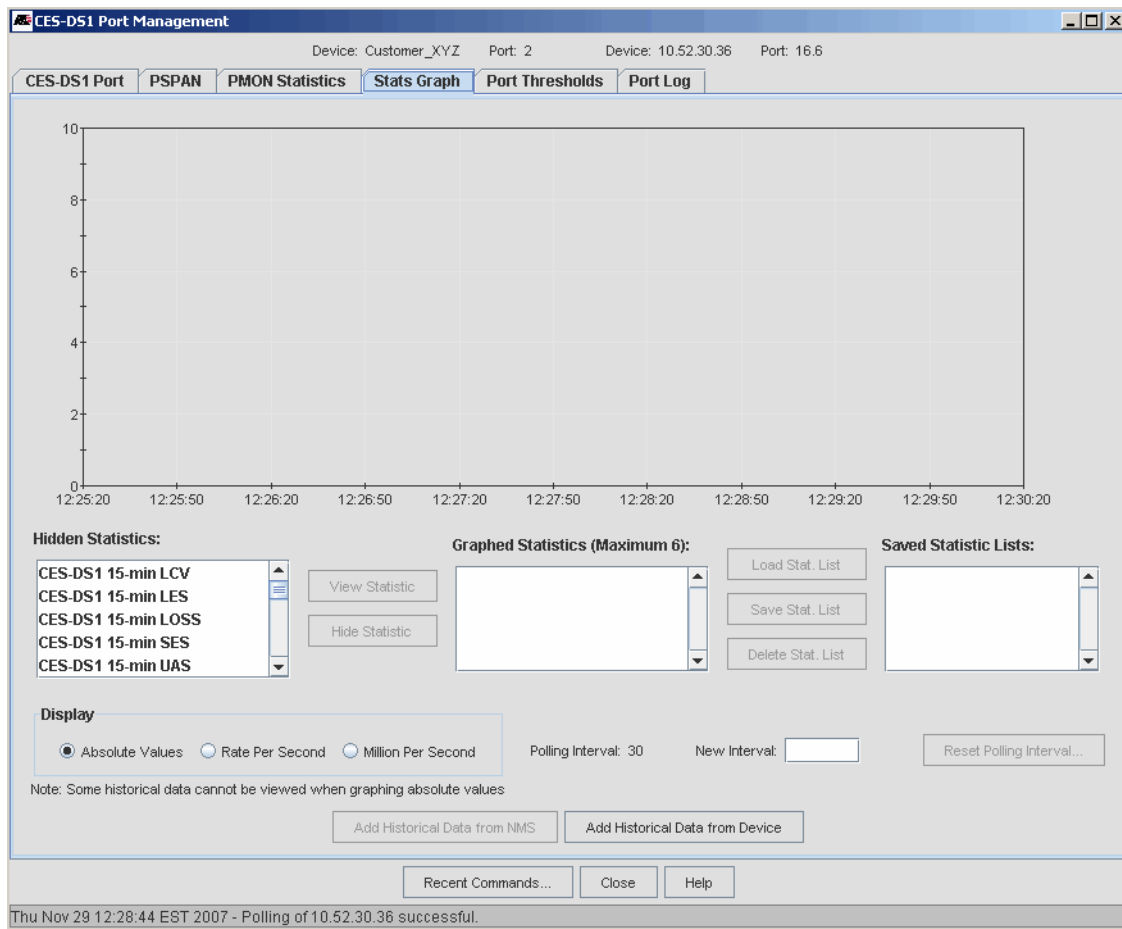 CES-DS1 Port Management
Device: Customer_XYZ Port: 2 Device: 10.52.30.36 Port: 16.6
CES-DS1 Port PSPAN PMON Statistics Stats Graph Port Thresholds Port Log
10
8
6
4
2
0
12:25:20 12:25:50 12:26:20 12:26:50 12:27:20 12:27:50 12:28:20 12:28:50 12:29:20 12:29:50 12:30:20
Hidden Statistics:
CES-DS1 15-min LCV
CES-DS1 15-min LES
CES-DS1 15-min LOSS
CES-DS1 15-min SES
CES-DS1 15-min UAS
View Statistic
Hide Statistic
Graphed Statistics (Maximum 6):
Load Stat. List
Save Stat. List
Delete Stat. List
Saved Statistic Lists:
Display
Absolute Values Rate Per Second Million Per Second
Polling Interval: 30 New Interval: Reset Polling Interval...
Note: Some historical data cannot be viewed when graphing absolute values
Add Historical Data from NMS Add Historical Data from Device
Recent Commands... Close Help
Thu Nov 29 12:28:44 EST 2007 - Polling of 10.52.30.36 successful.